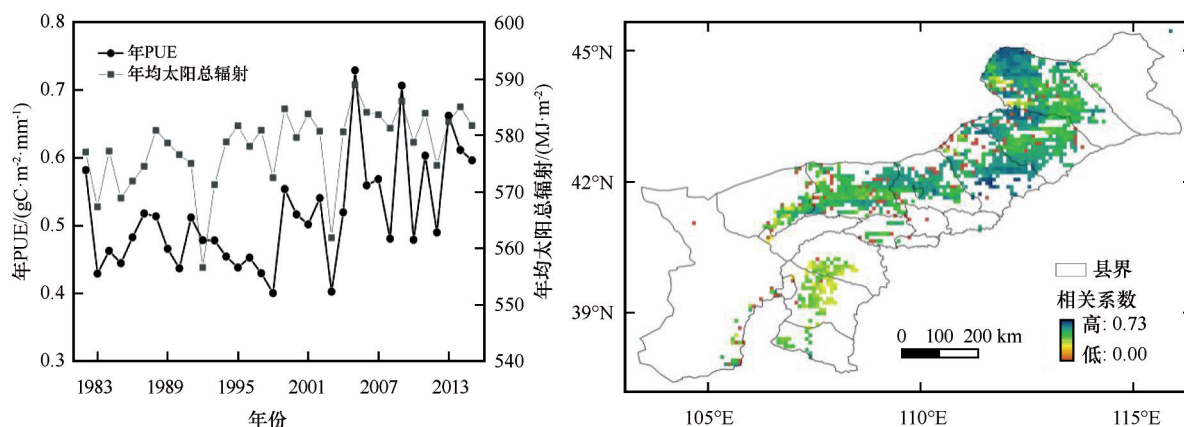 0.8
0.7
0.6
0.5
0.4
0.3
年PUE/(gC·m⁻²·mm⁻¹)
年PUE
年均太阳总辐射
600
590
580
570
560
550
540
年均太阳总辐射/(MJ·m⁻²)
1983 1989 1995 2001 2007 2013
年份
45°N
42°N
39°N
县界
相关系数
高: 0.73
低: 0.00
0 100 200 km
105°E 110°E 115°E